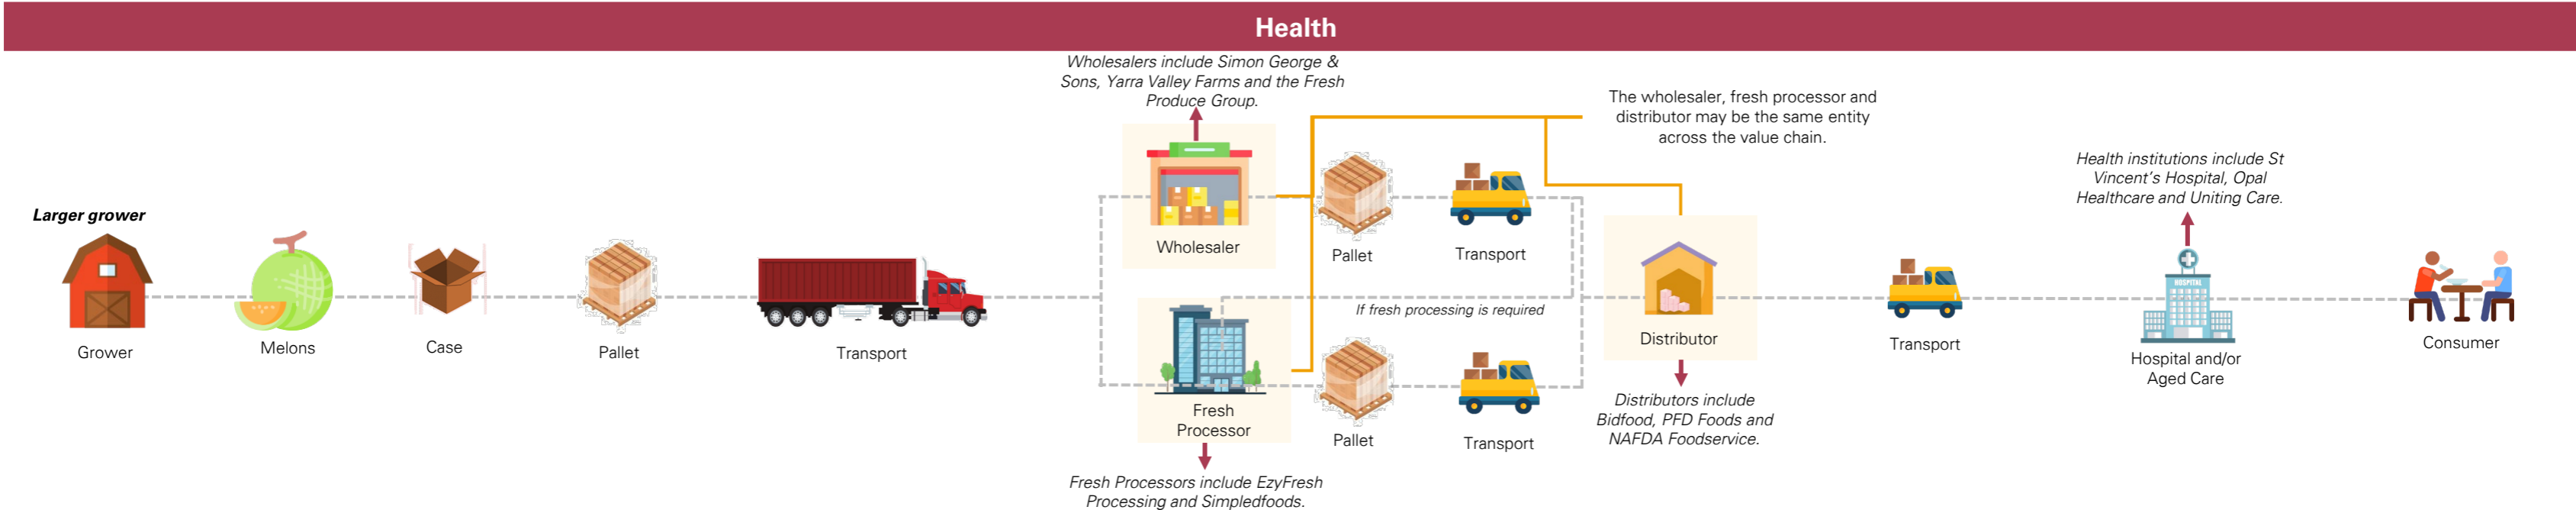 Health
Wholesalers include Simon George &
Sons, Yarra Valley Farms and the Fresh
Produce Group.
The wholesaler, fresh processor and
distributor may be the same entity
across the value chain.
Health institutions include St
Vincent's Hospital, Opal
Healthcare and Uniting Care.
Larger grower
Grower
Melons
Case
Pallet
Transport
Wholesaler
Pallet
Transport
If fresh processing is required
Fresh
Processor
Pallet
Transport
Distributor
Transport
HOSPITAL
Hospital and/or
Aged Care
Consumer
Distributors include
Bidfood, PFD Foods and
NAFDA Foodservice.
Fresh Processors include EzyFresh
Processing and Simpledfoods.